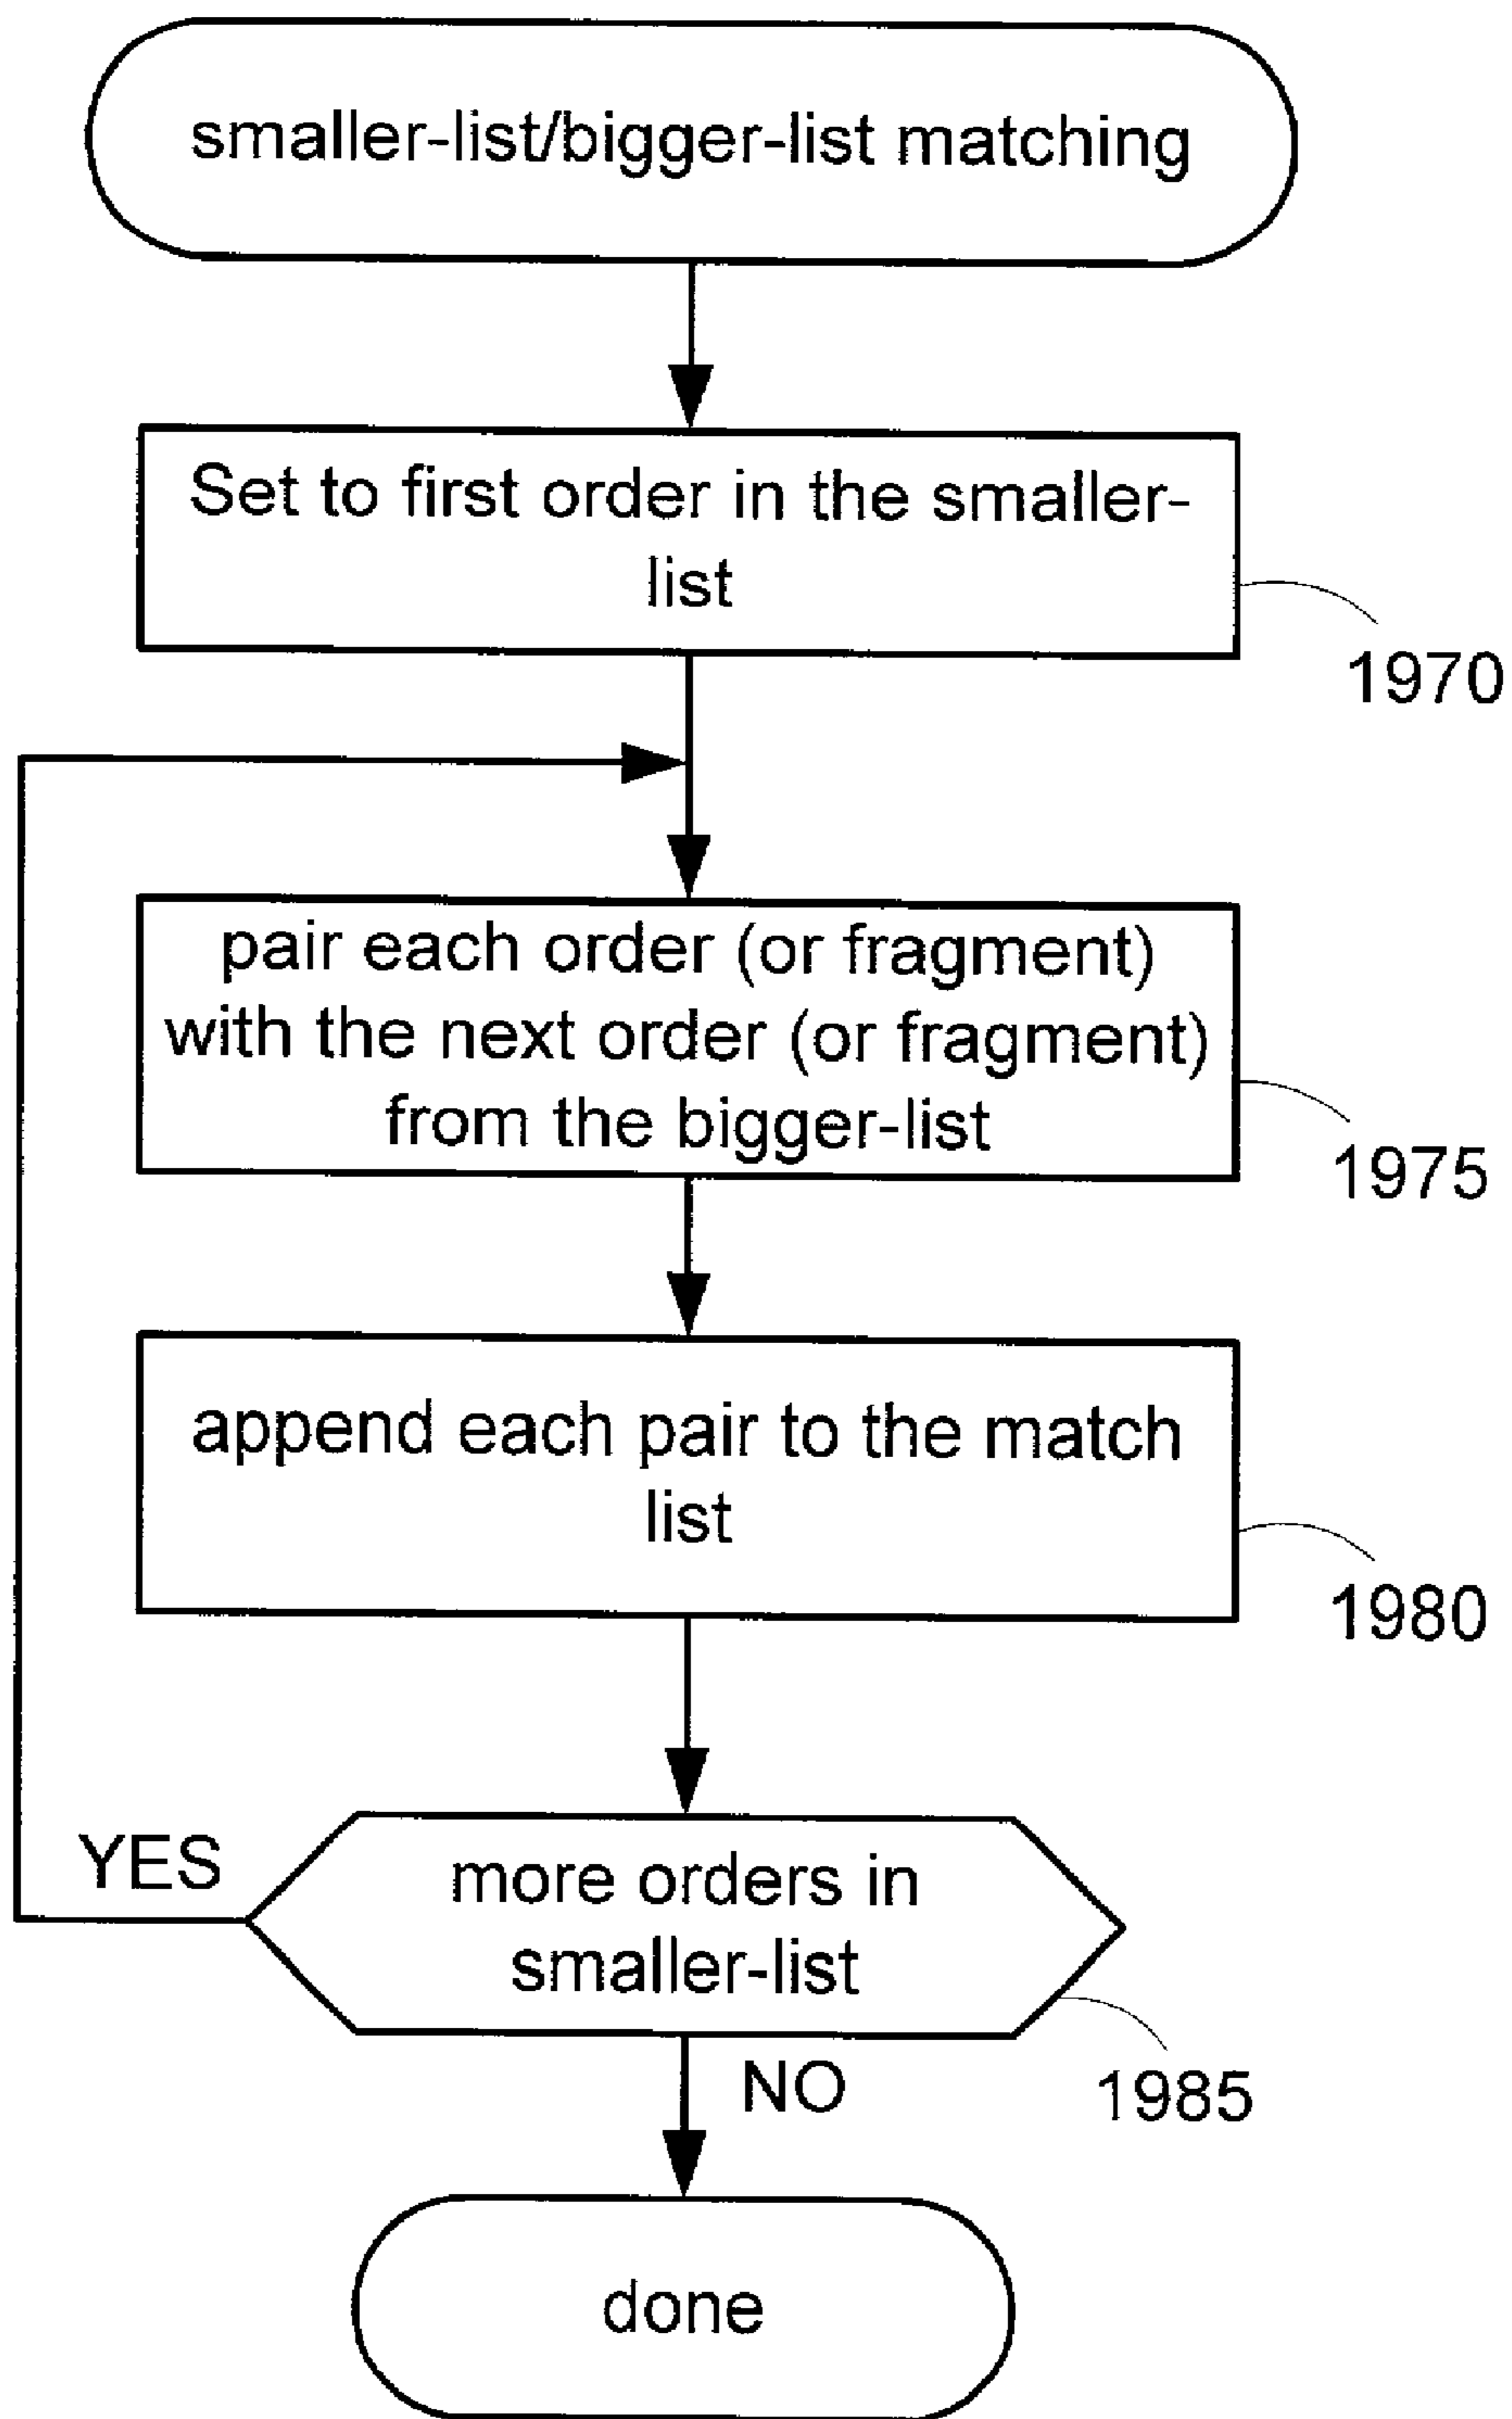 smaller-list/bigger-list matching
Set to first order in the smaller-
list
1970
pair each order (or fragment)
with the next order (or fragment)
from the bigger-list
1975
append each pair to the match
list
1980
YES
more orders in
smaller-list
1985
NO
done